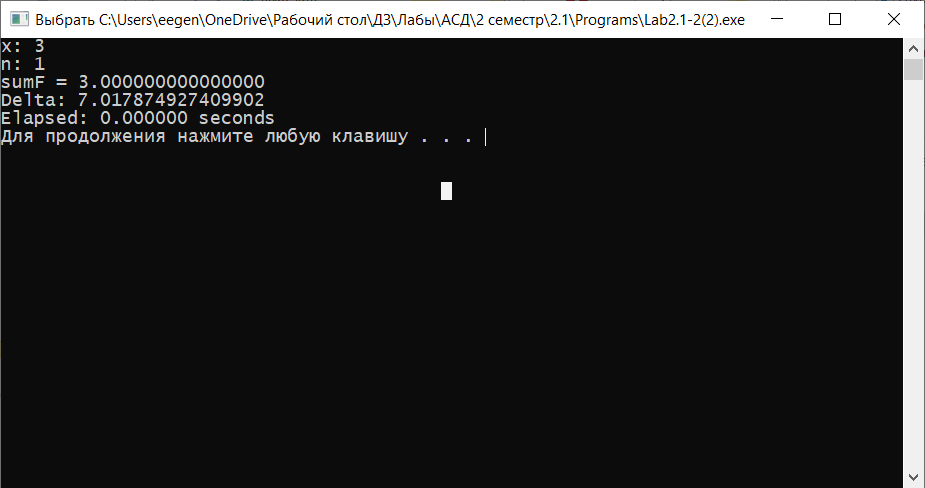 Выбрать C:\Users\eegen\OneDrive\Рабочий стол\ДЗ\Лабы\АСД\2 семестр\2.1\Programs\Lab2.1-2(2).exe
x: 3
n: 1
sumF = 3.000000000000000
Delta: 7.017874927409902
Elapsed: 0.000000 seconds
Для продолжения нажмите любую клавишу . . .